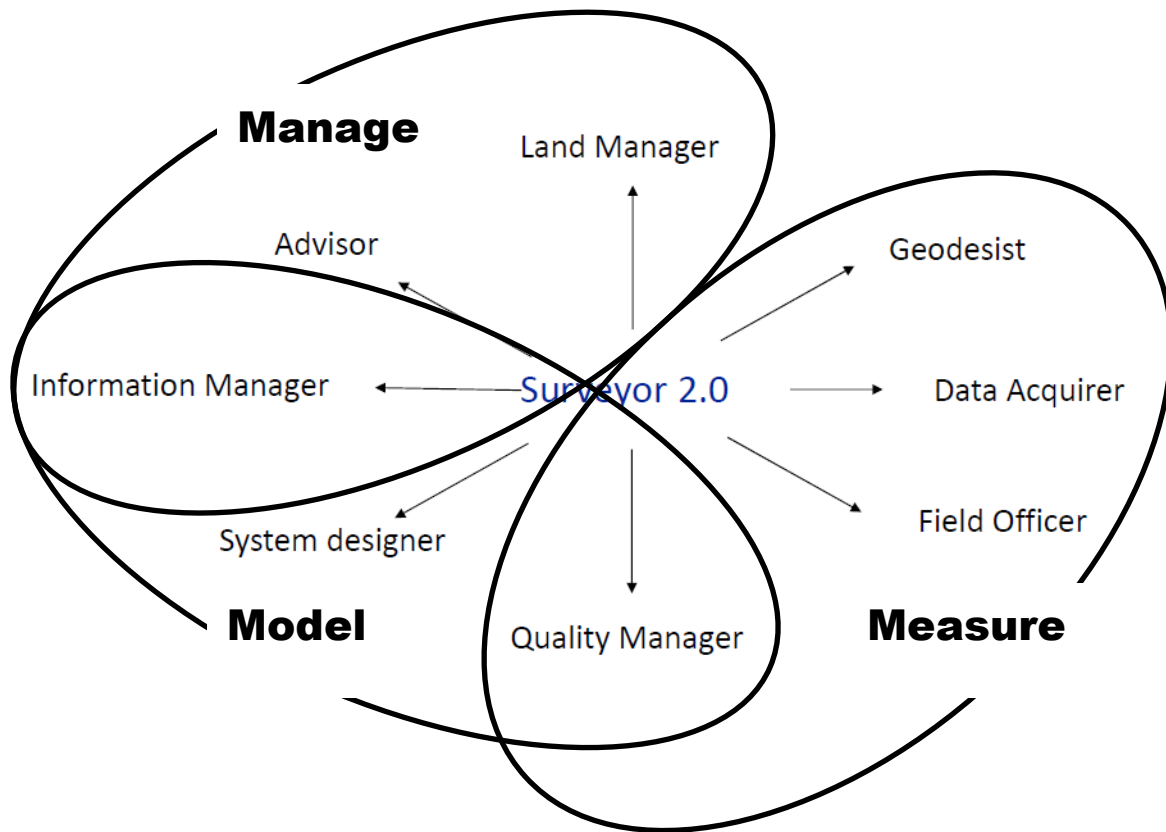 Manage
Land Manager
Advisor
Geodesist
Information Manager
Surveyor 2.0
Data Acquirer
System designer
Field Officer
Model
Quality Manager
Measure